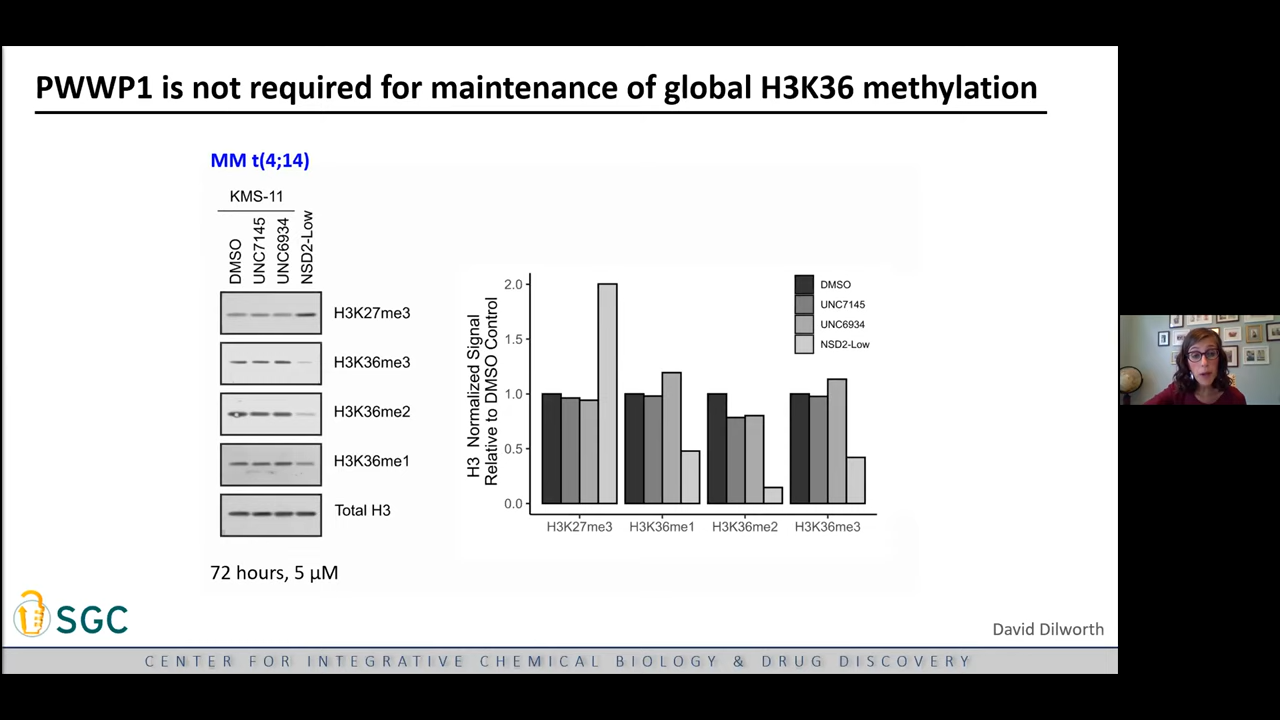 PWWP1 is not required for maintenance of global H3K36 methylation
MM t(4;14)
KMS-11
DMSO
UNC7145
UNC6934
NSD2-Low
H3K27me3
H3K36me3
H3K36me2
H3K36me1
Total H3
72 hours, 5 µM
H3 Normalized Signal
Relative to DMSO Control
2.0
1.5
1.0
0.5
0.0
DMSO
UNC7145
UNC6934
NSD2-Low
H3K27me3 H3K36me1 H3K36me2 H3K36me3
SGC
David Dilworth
CENTER FOR INTEGRATIVE CHEMICAL BIOLOGY & DRUG DISCOVERY